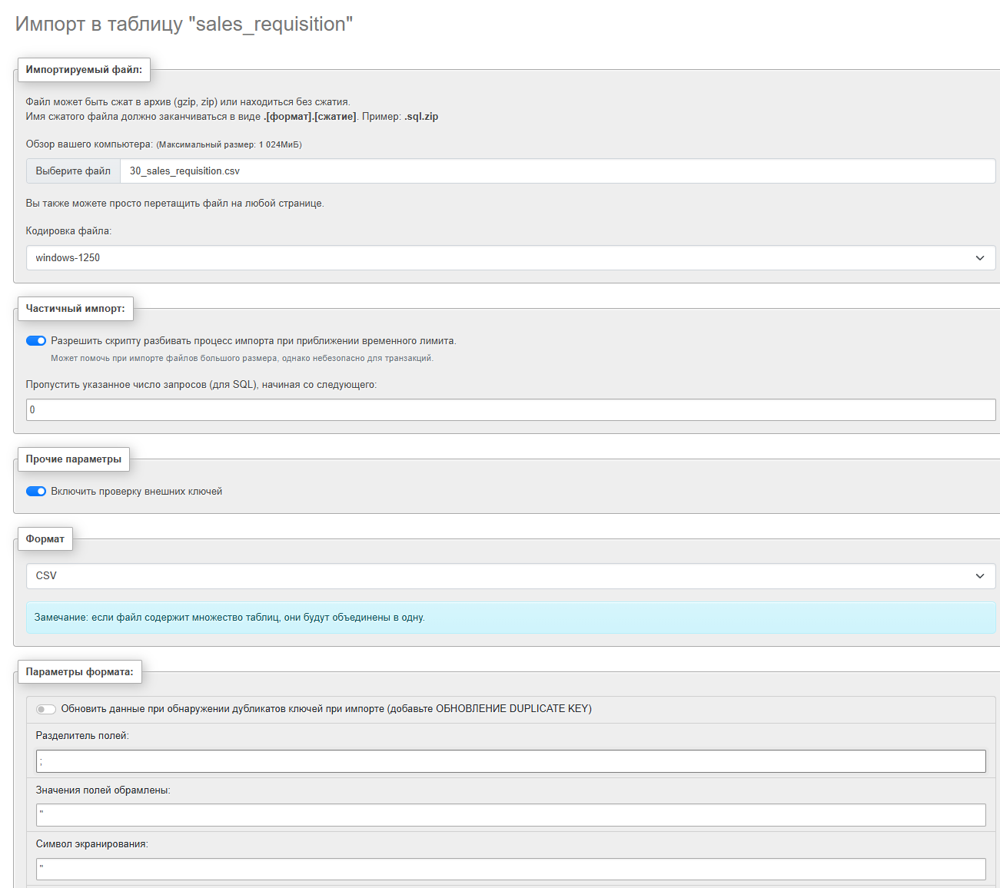 Импорт в таблицу "sales_requisition"
Импортируемый файл:
Файл может быть сжат в архив (gzip, zip) или находиться без сжатия.
Имя сжатого файла должно заканчиваться в виде .[формат].[сжатие]. Пример: .sql.zip
Обзор вашего компьютера: (Максимальный размер: 1 024МиБ)
Выберите файл 30_sales_requisition.csv
Вы также можете просто перетащить файл на любой странице.
Кодировка файла:
windows-1250
Частичный импорт:
Разрешить скрипту разбивать процесс импорта при приближении временного лимита.
Может помочь при импорте файлов большого размера, однако небезопасно для транзакций.
Пропустить указанное число запросов (для SQL), начиная со следующего:
0
Прочие параметры
Включить проверку внешних ключей
Формат
CSV
Замечание: если файл содержит множество таблиц, они будут объединены в одну.
Параметры формата:
Обновить данные при обнаружении дубликатов ключей при импорте (добавьте ОБНОВЛЕНИЕ DUPLICATE KEY)
Разделитель полей:
;
Значения полей обрамлены:
"
Символ экранирования:
"